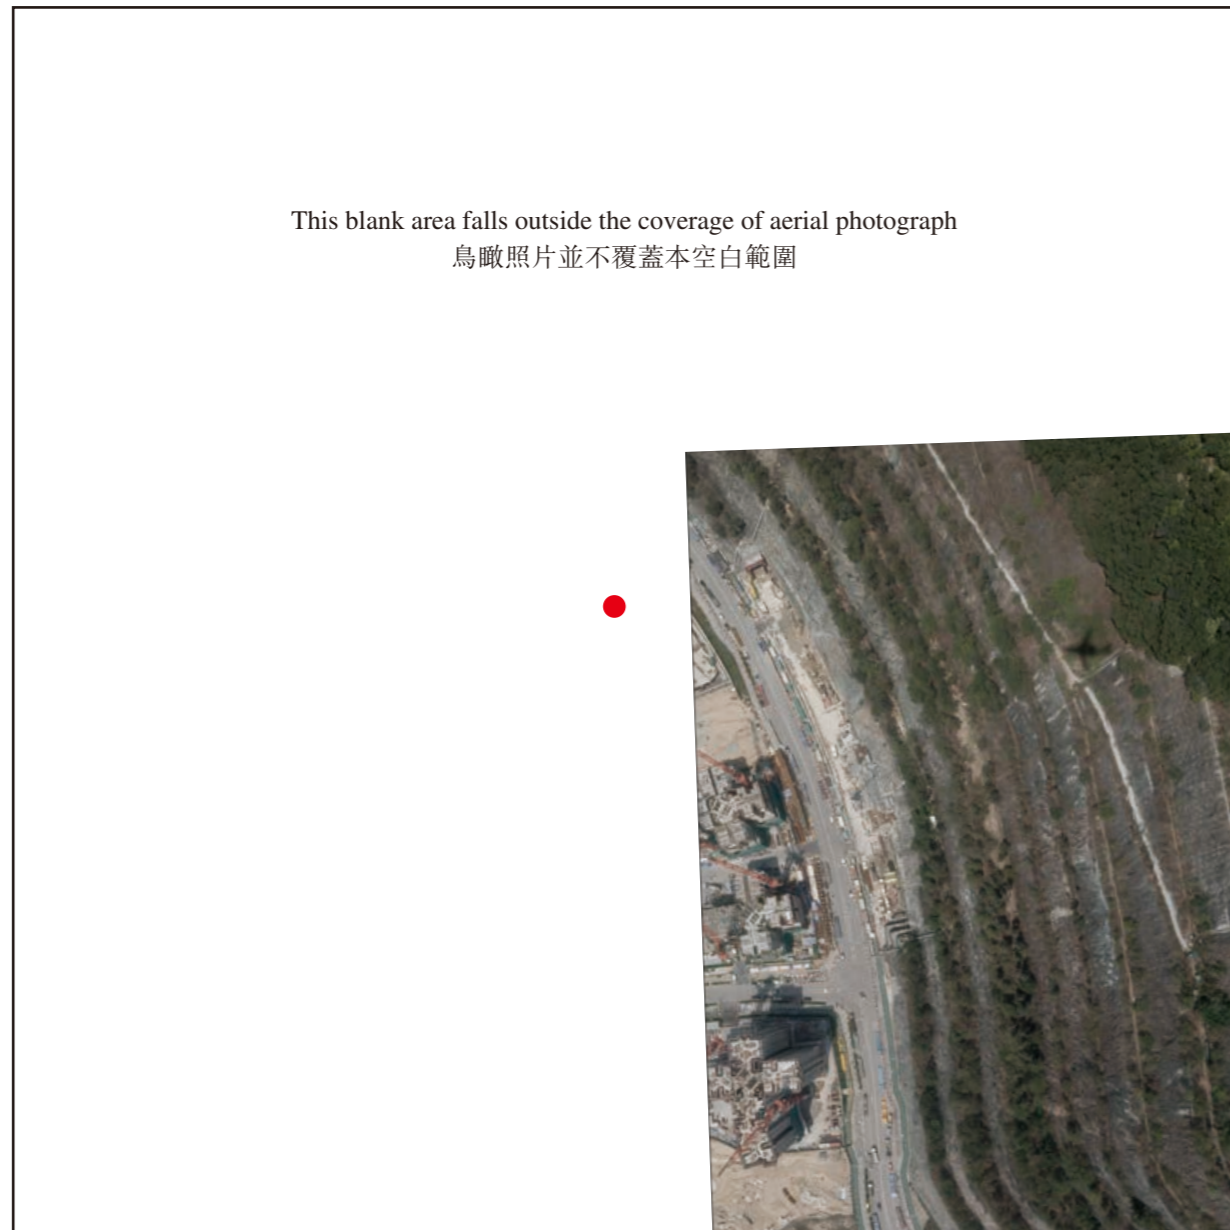 This blank area falls outside the coverage of aerial photograph
鳥瞰照片並不覆蓋本空白範圍